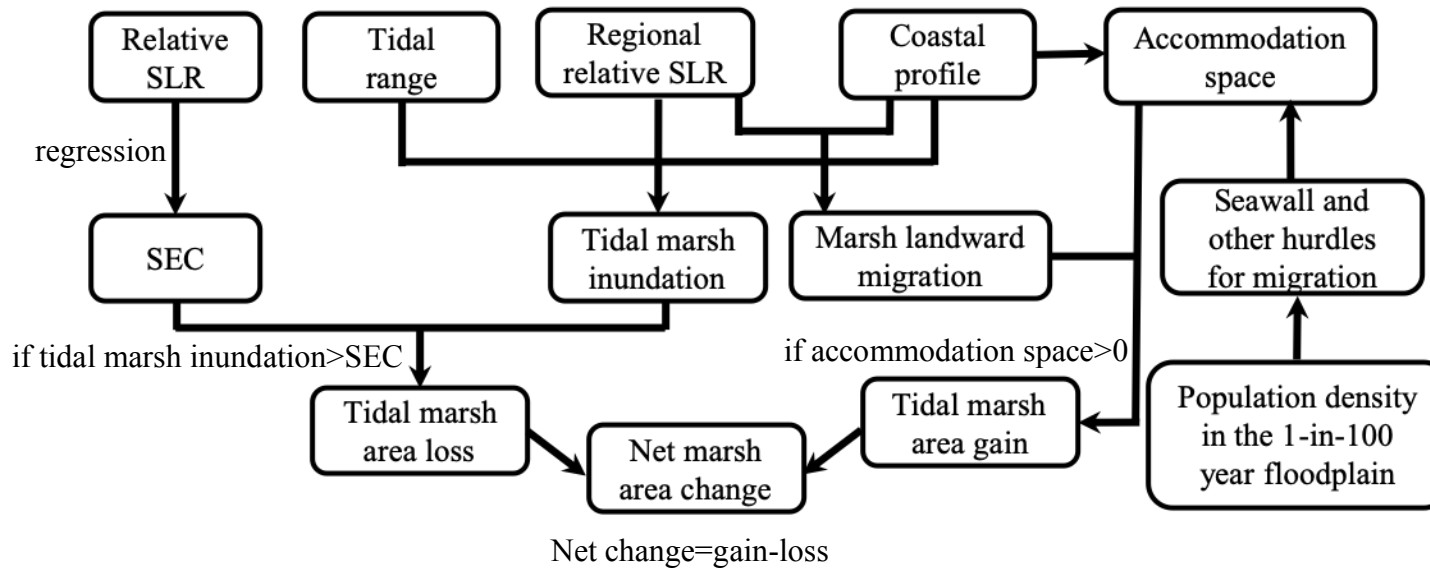 Relative
SLR
Tidal
range
Regional
relative SLR
Coastal
profile
Accommodation
space
regression
SEC
Tidal marsh
inundation
Marsh landward
migration
Seawall and
other hurdles
for migration
if tidal marsh inundation>SEC
if accommodation space>0
Tidal marsh
area loss
Net marsh
area change
Tidal marsh
area gain
Population density
in the 1-in-100
year floodplain
Net change=gain-loss